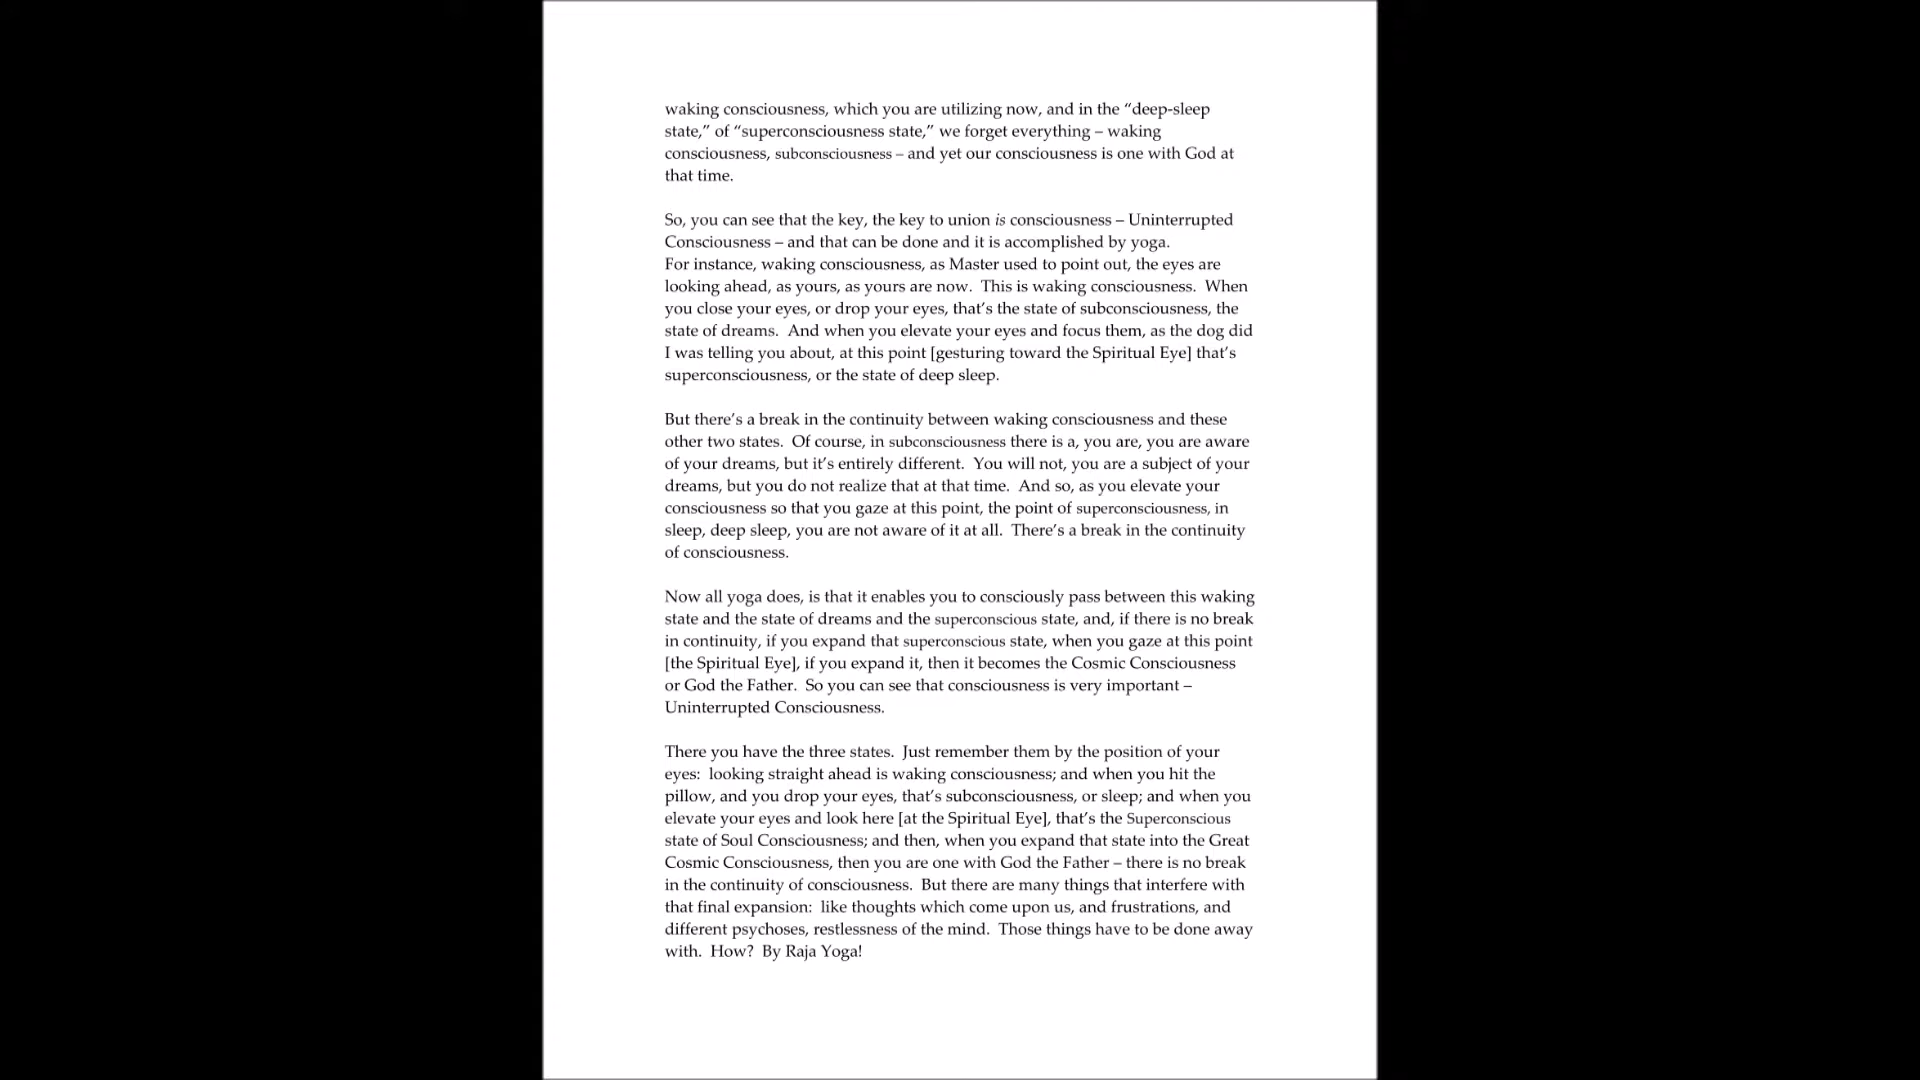 waking consciousness, which you are utilizing now, and in the “deep-sleep
state,” of “superconsciousness state,” we forget everything – waking
consciousness, subconsciousness – and yet our consciousness is one with God at
that time.
So, you can see that the key, the key to union is consciousness – Uninterrupted
Consciousness – and that can be done and it is accomplished by yoga.
For instance, waking consciousness, as Master used to point out, the eyes are
looking ahead, as yours, as yours are now.  This is waking consciousness.  When
you close your eyes, or drop your eyes, that’s the state of subconsciousness, the
state of dreams.  And when you elevate your eyes and focus them, as the dog did
I was telling you about, at this point [gesturing toward the Spiritual Eye] that’s
superconsciousness, or the state of deep sleep.
But there’s a break in the continuity between waking consciousness and these
other two states.  Of course, in subconsciousness there is a, you are, you are aware
of your dreams, but it’s entirely different.  You will not, you are a subject of your
dreams, but you do not realize that at that time.  And so, as you elevate your
consciousness so that you gaze at this point, the point of superconsciousness, in
sleep, deep sleep, you are not aware of it at all.  There’s a break in the continuity
of consciousness.
Now all yoga does, is that it enables you to consciously pass between this waking
state and the state of dreams and the superconscious state, and, if there is no break
in continuity, if you expand that superconscious state, when you gaze at this point
[the Spiritual Eye], if you expand it, then it becomes the Cosmic Consciousness
or God the Father.  So you can see that consciousness is very important –
Uninterrupted Consciousness.
There you have the three states.  Just remember them by the position of your
eyes:  looking straight ahead is waking consciousness; and when you hit the
pillow, and you drop your eyes, that’s subconsciousness, or sleep; and when you
elevate your eyes and look here [at the Spiritual Eye], that’s the Superconscious
state of Soul Consciousness; and then, when you expand that state into the Great
Cosmic Consciousness, then you are one with God the Father – there is no break
in the continuity of consciousness.  But there are many things that interfere with
that final expansion:  like thoughts which come upon us, and frustrations, and
different psychoses, restlessness of the mind.  Those things have to be done away
with.  How?  By Raja Yoga!